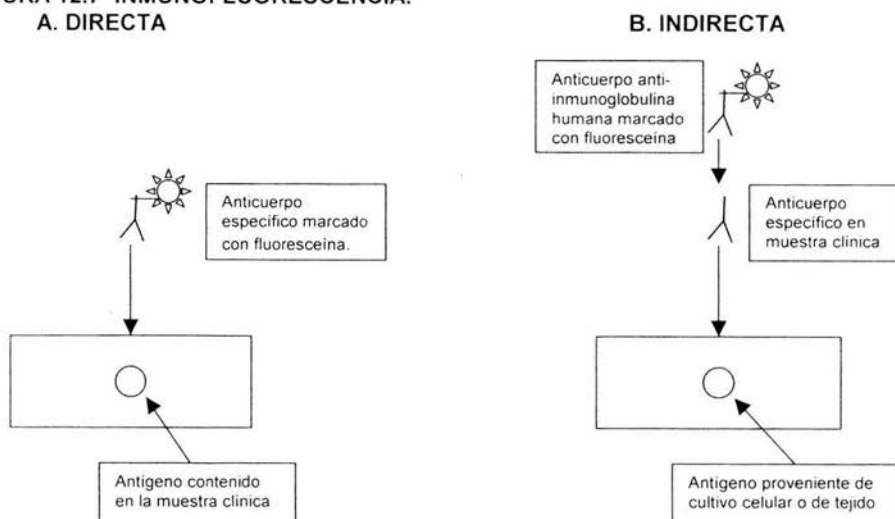 INMUNOFLUORESCENCIA.
A. DIRECTA
B. INDIRECTA
Anticuerpo
específico marcado
con fluoresceína.
Antígeno contenido
en la muestra clínica
Anticuerpo anti-
inmunoglobulina
humana marcado
con fluoresceína
Anticuerpo
específico en
muestra clínica
Antígeno proveniente de
cultivo celular o de tejido